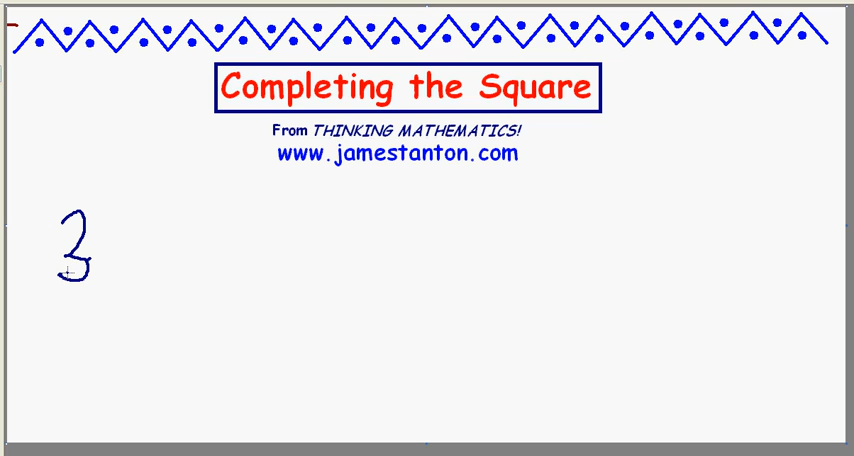 Completing the Square
From THINKING MATHEMATICS!
www.jamestanton.com
3